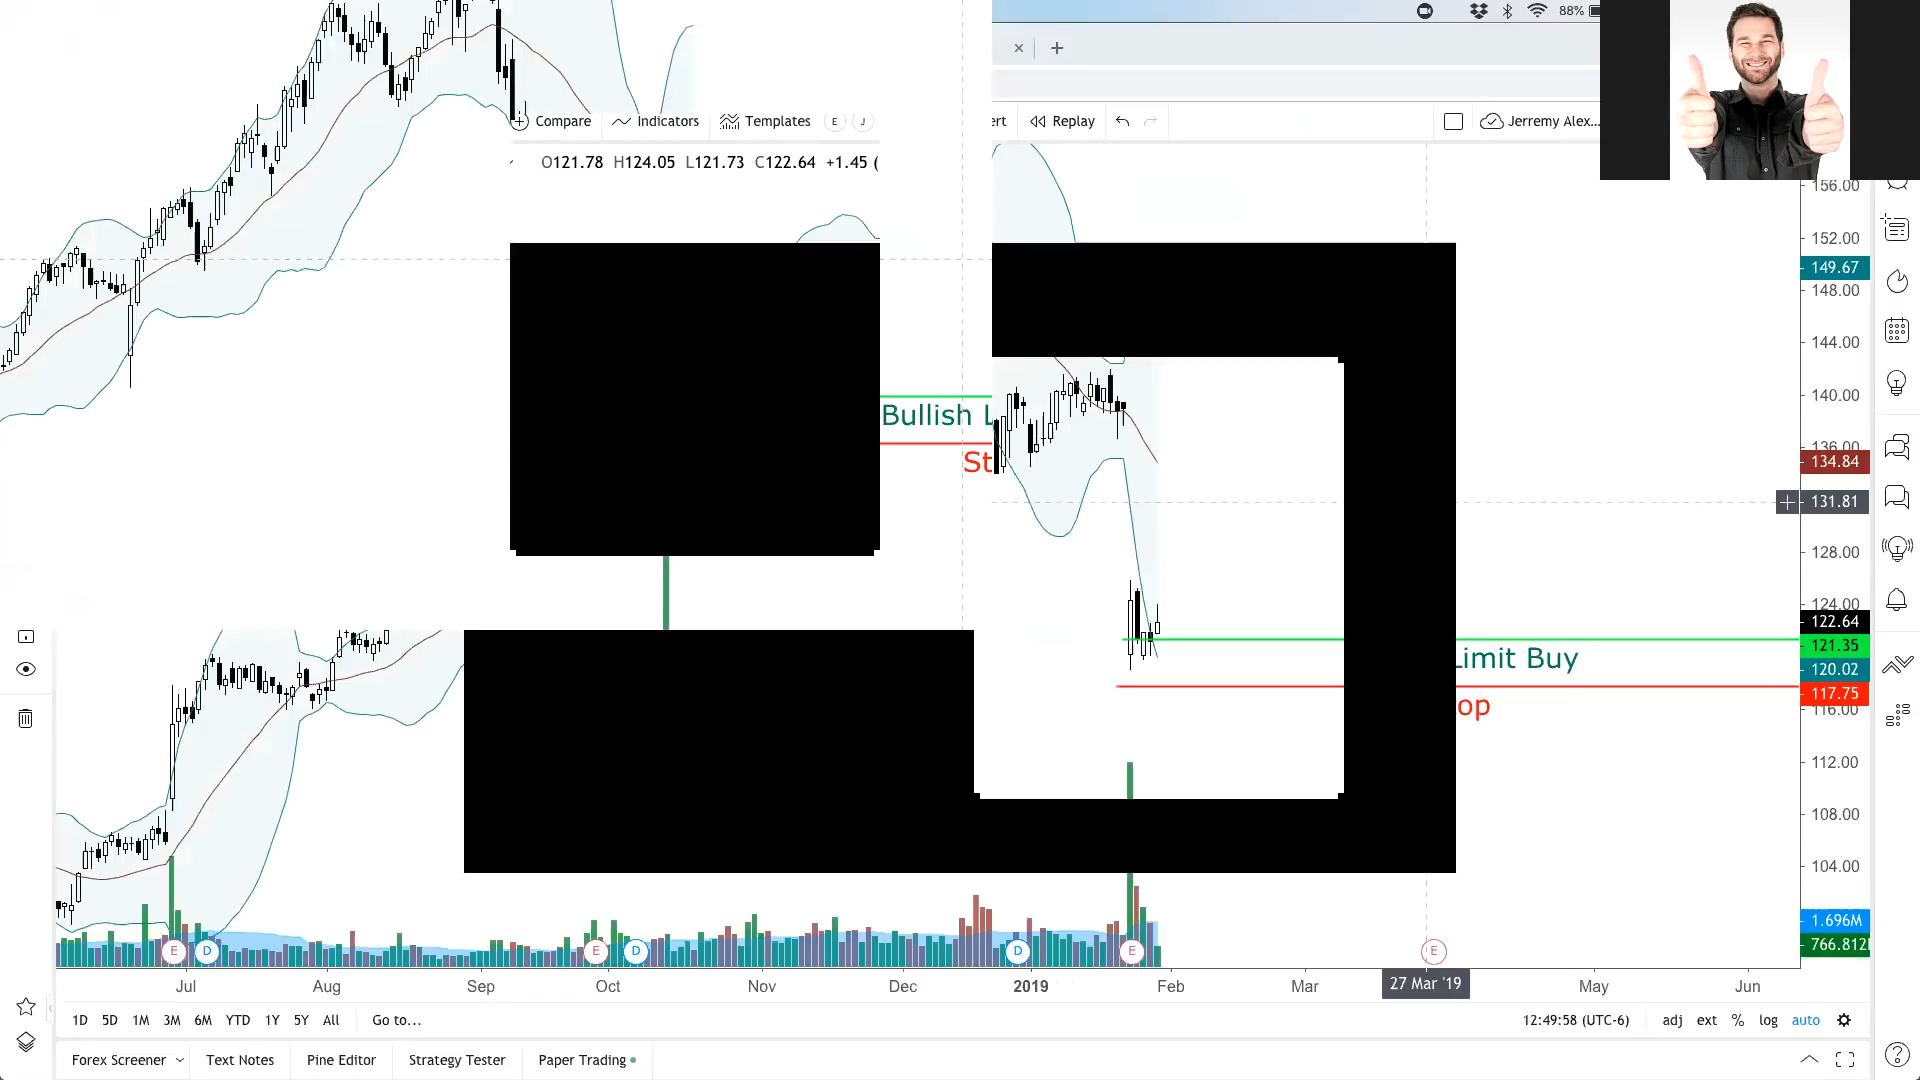 88%
Compare Indicators Templates E J
ert Replay Jerremy Alex...
O121.78 H124.05 L121.73 C122.64 +1.45 (
156.00
152.00
149.67
148.00
144.00
140.00
Bullish L
136.00
134.84
St
131.81
128.00
124.00
122.64
121.35
Limit Buy
120.02
117.75
op
116.00
112.00
108.00
104.00
1.696M
766.812
E D E D D E E
Jul Aug Sep Oct Nov Dec 2019 Feb Mar 27 Mar '19 May Jun
1D 5D 1M 3M 6M YTD 1Y 5Y All Go to... 12:49:58 (UTC-6) adj ext % log auto
Forex Screener Text Notes Pine Editor Strategy Tester Paper Trading